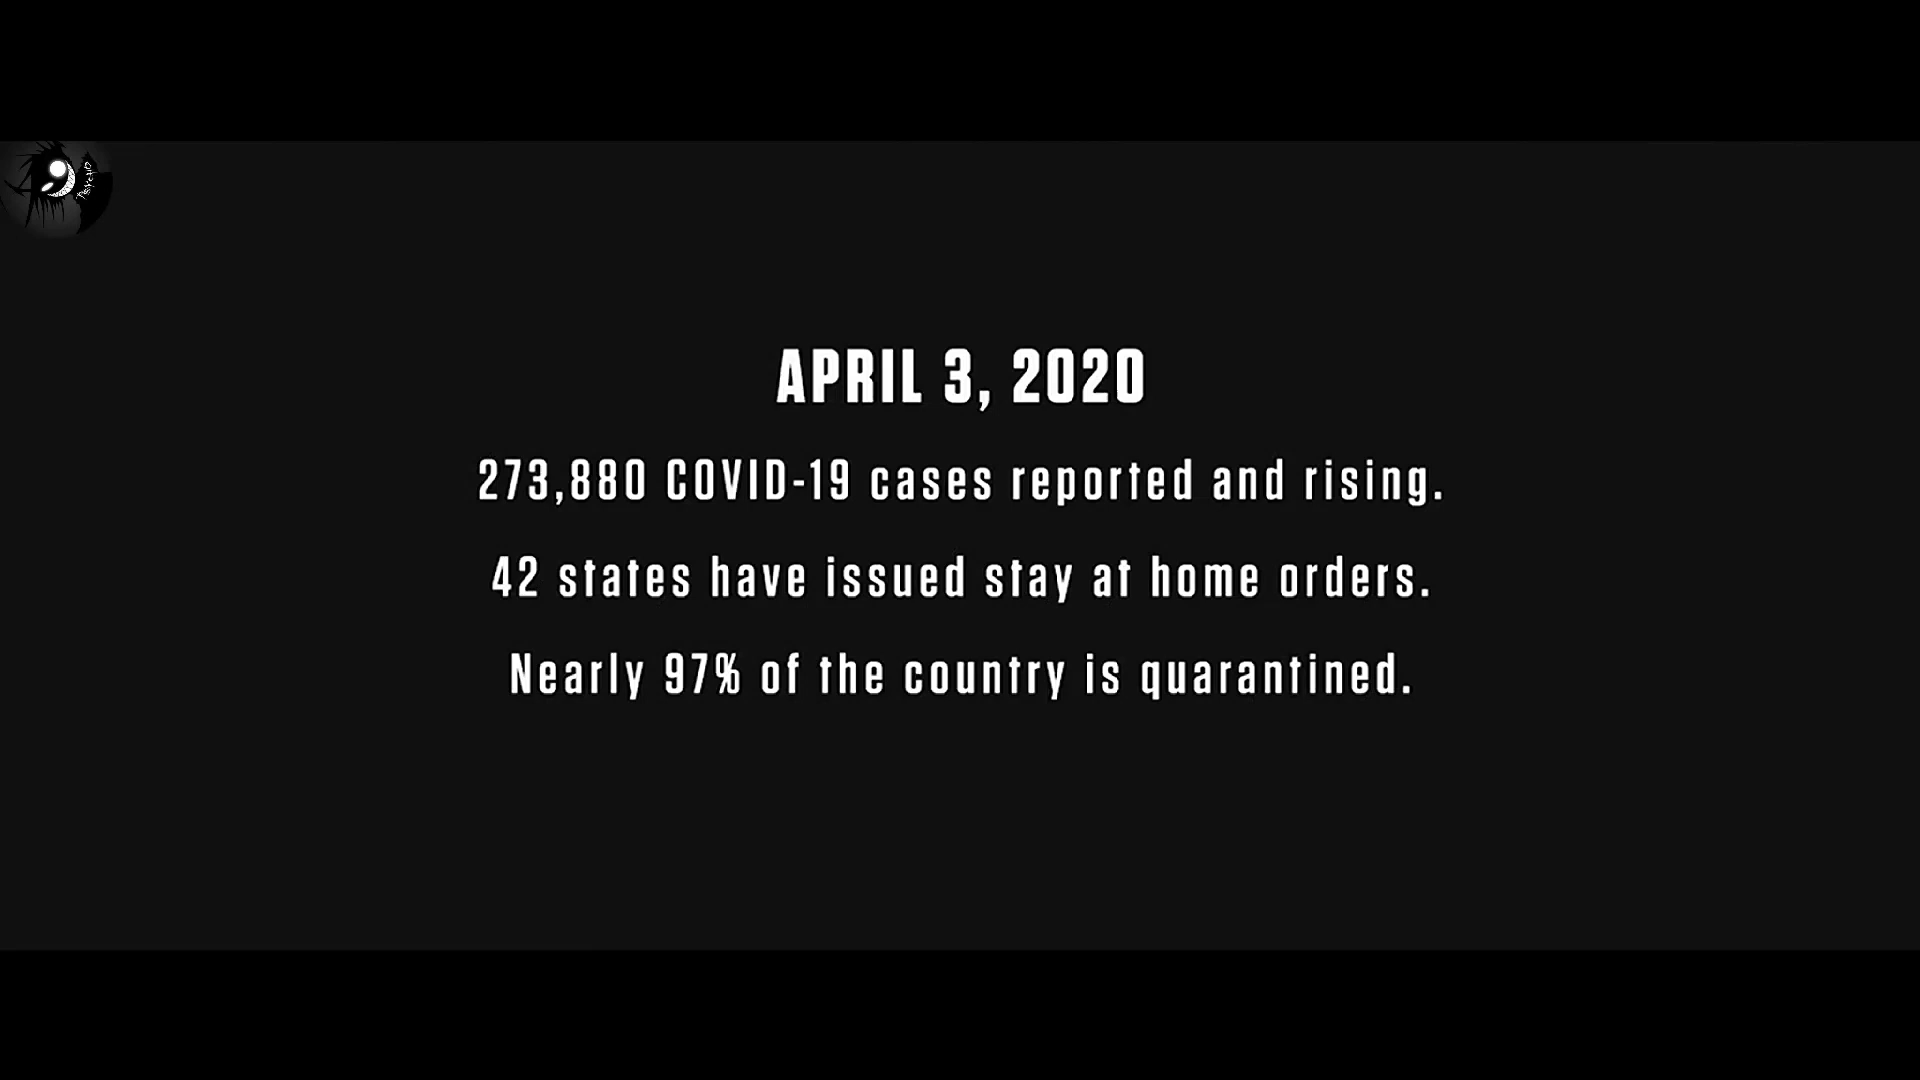 APRIL 3, 2020
273,880 COVID-19 cases reported and rising.
42 states have issued stay at home orders.
Nearly 97% of the country is quarantined.